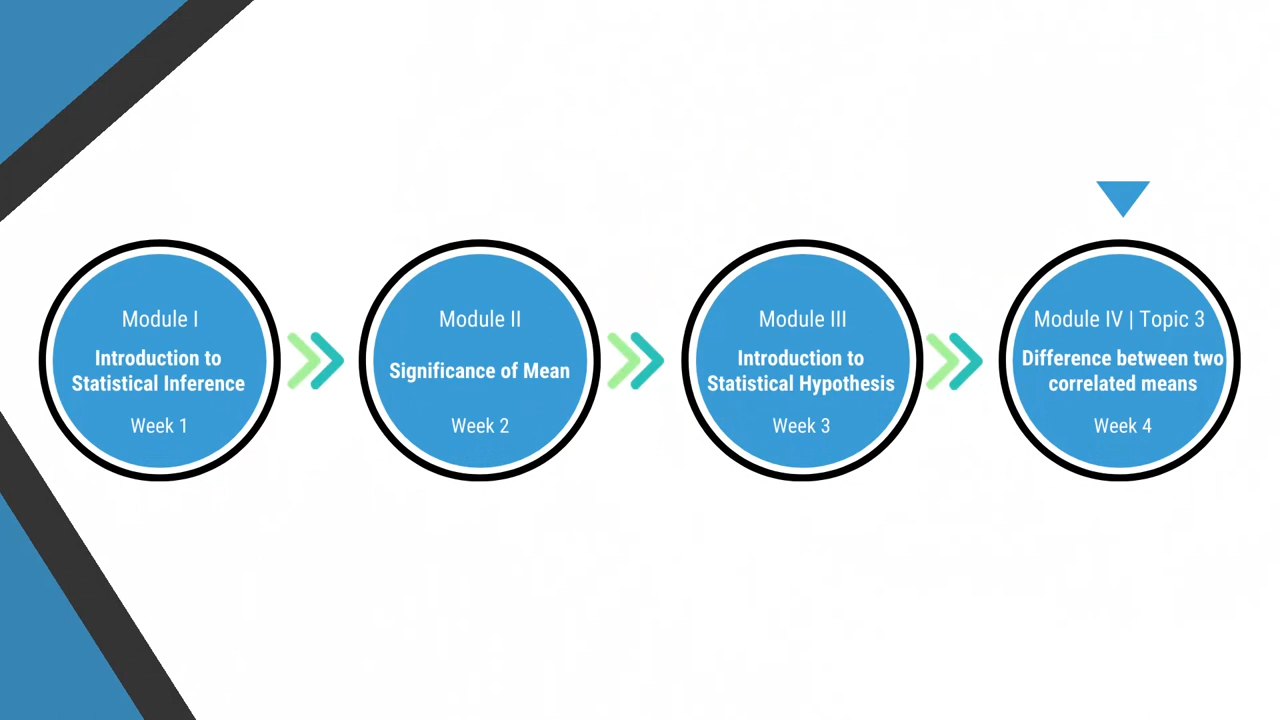 Module I
Introduction to
Statistical Inference
Week 1
Module II
Significance of Mean
Week 2
Module III
Introduction to
Statistical Hypothesis
Week 3
Module IV | Topic 3
Difference between two
correlated means
Week 4